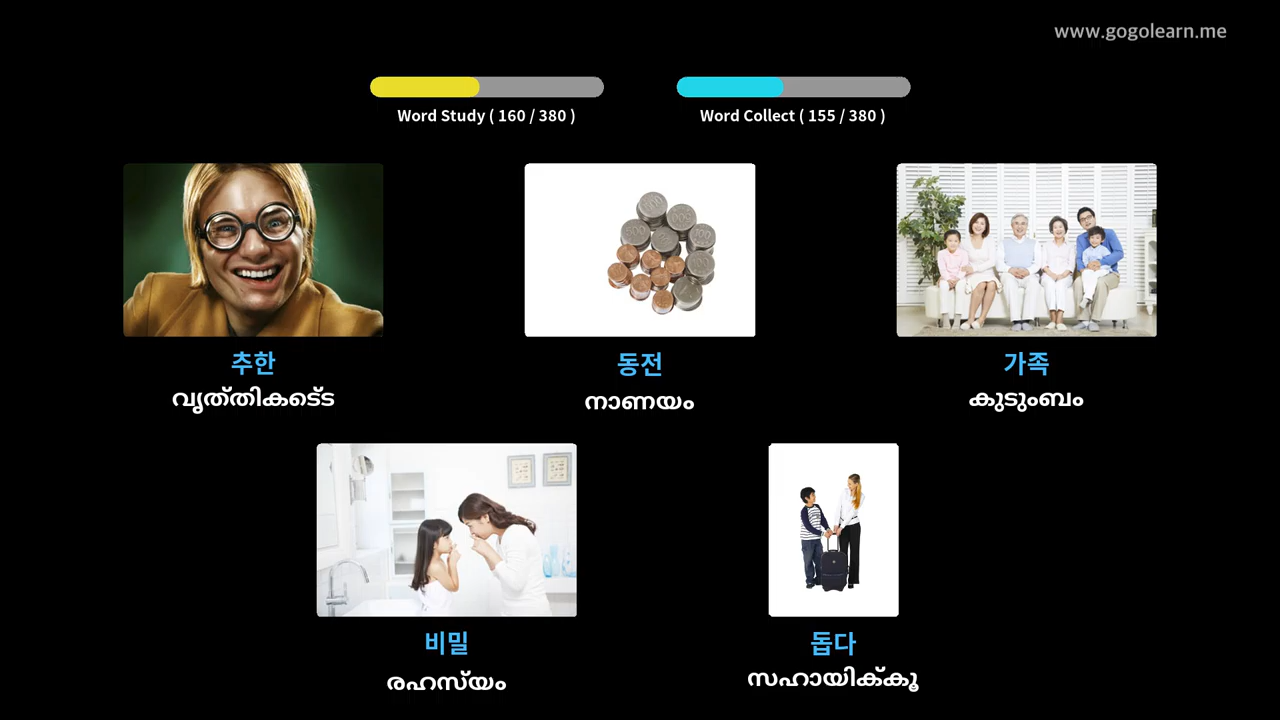 www.gogolearn.me
Word Study ( 160 / 380 )
Word Collect ( 155 / 380 )
추한
동전
가족
വൃത്തികെട്ട
നാണയം
കുടുംബം
비밀
돕다
രഹസ്യം
സഹായിക്കൂ